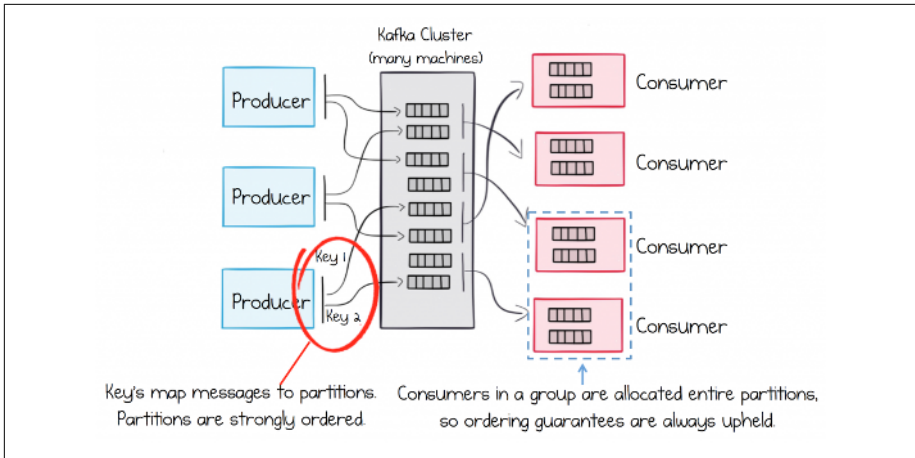 Kafka Cluster
(many machines)
Producer
Producer
Producer
Key 1
Key 2
Consumer
Consumer
Consumer
Consumer
Key's map messages to partitions.
Partitions are strongly ordered.
Consumers in a group are allocated entire partitions,
so ordering guarantees are always upheld.